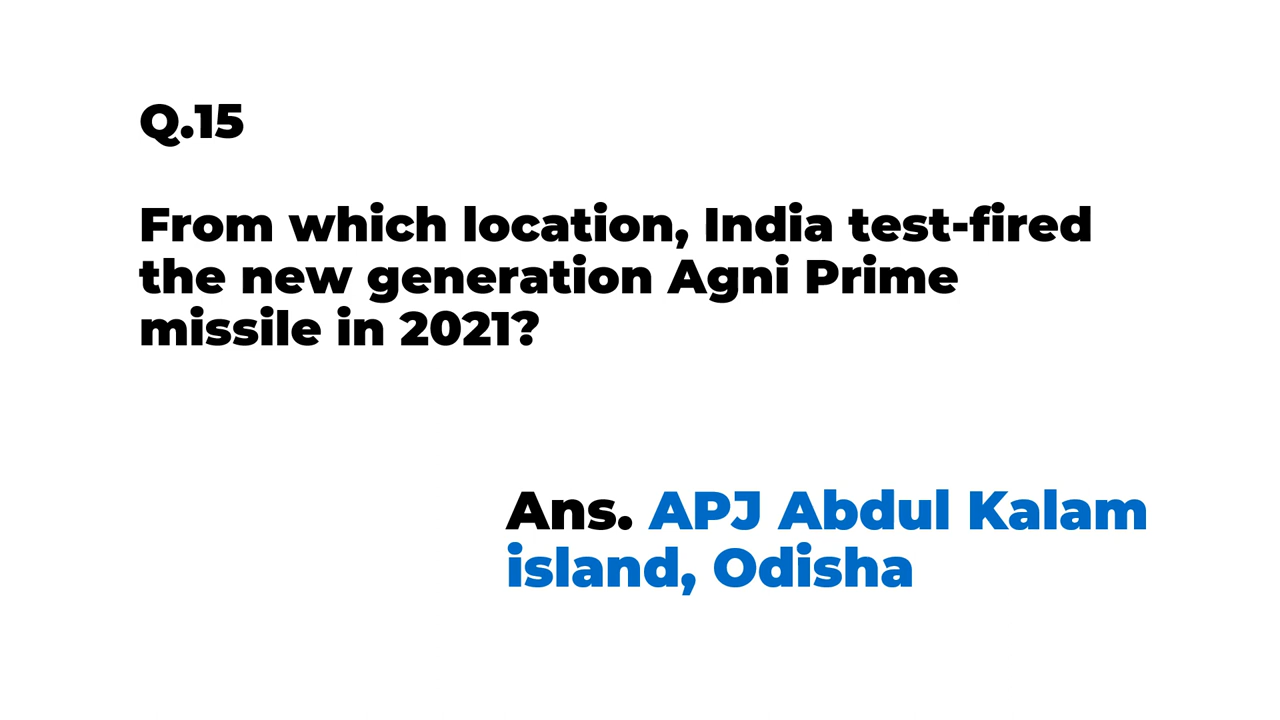 Q.15
From which location, India test-fired
the new generation Agni Prime
missile in 2021?
Ans. APJ Abdul Kalam
island, Odisha